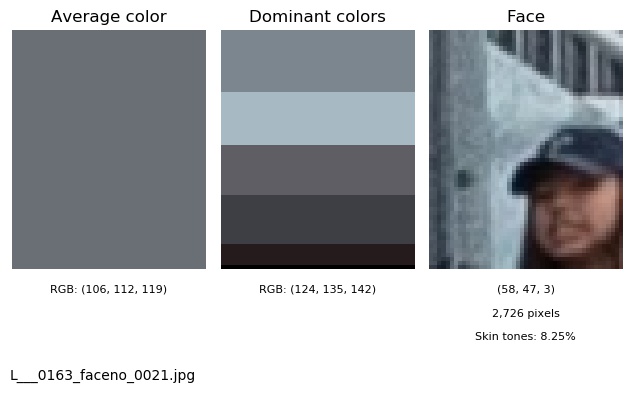 Average color
Dominant colors
Face
RGB: (106, 112, 119)
RGB: (124, 135, 142)
(58, 47, 3)
2,726 pixels
Skin tones: 8.25%
L___0163_faceno_0021.jpg